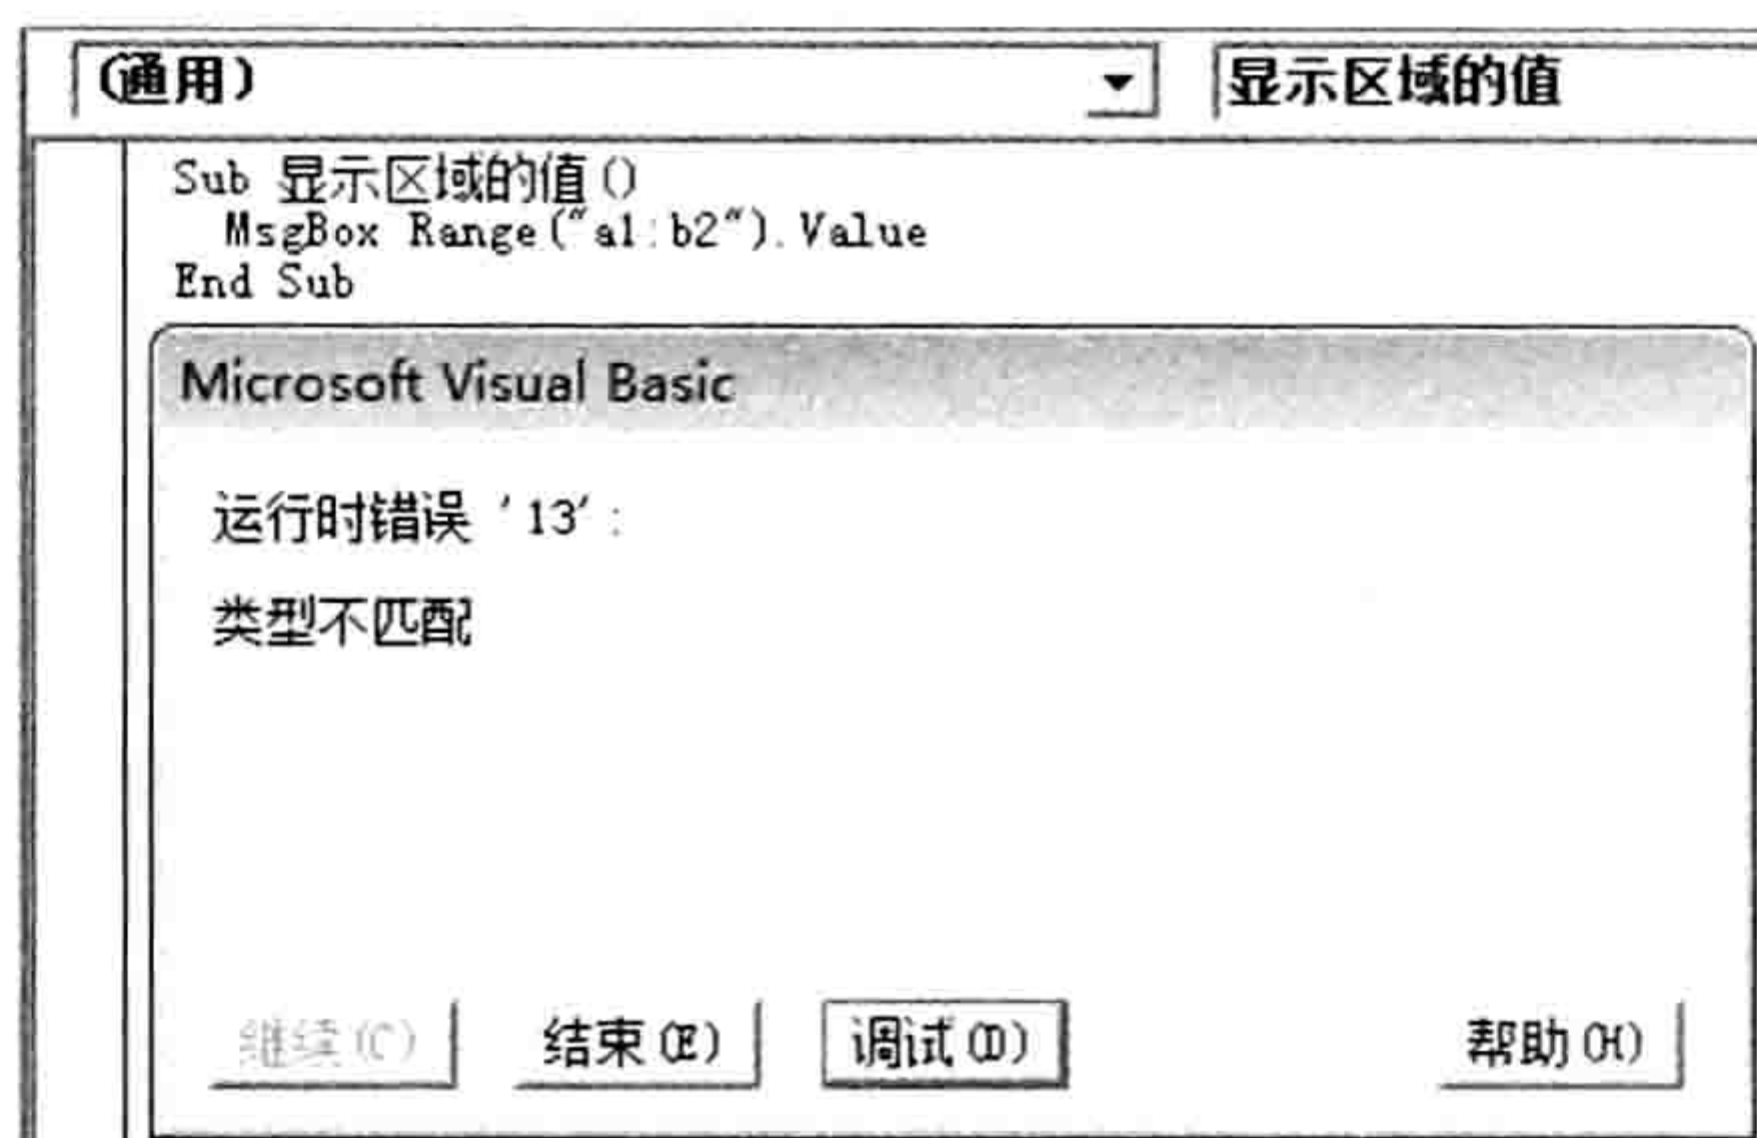 (通用) 显示区域的值
Sub 显示区域的值()
MsgBox Range("a1:b2").Value
End Sub
Microsoft Visual Basic
运行时错误 '13':
类型不匹配
继续(C) 结束(E) 调试(D) 帮助(H)